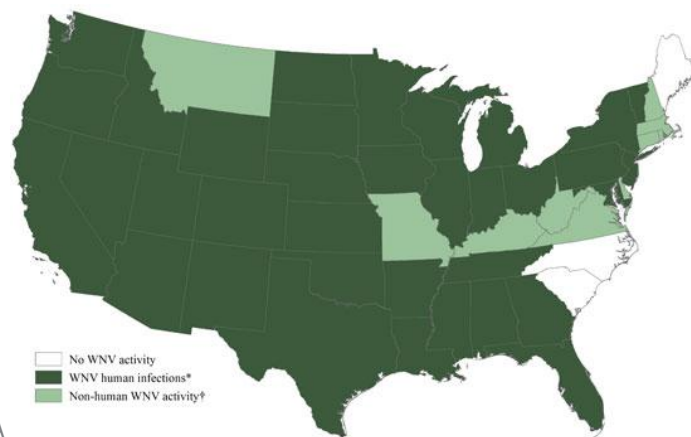 No WNV activity
WNV human infections*
Non-human WNV activity†